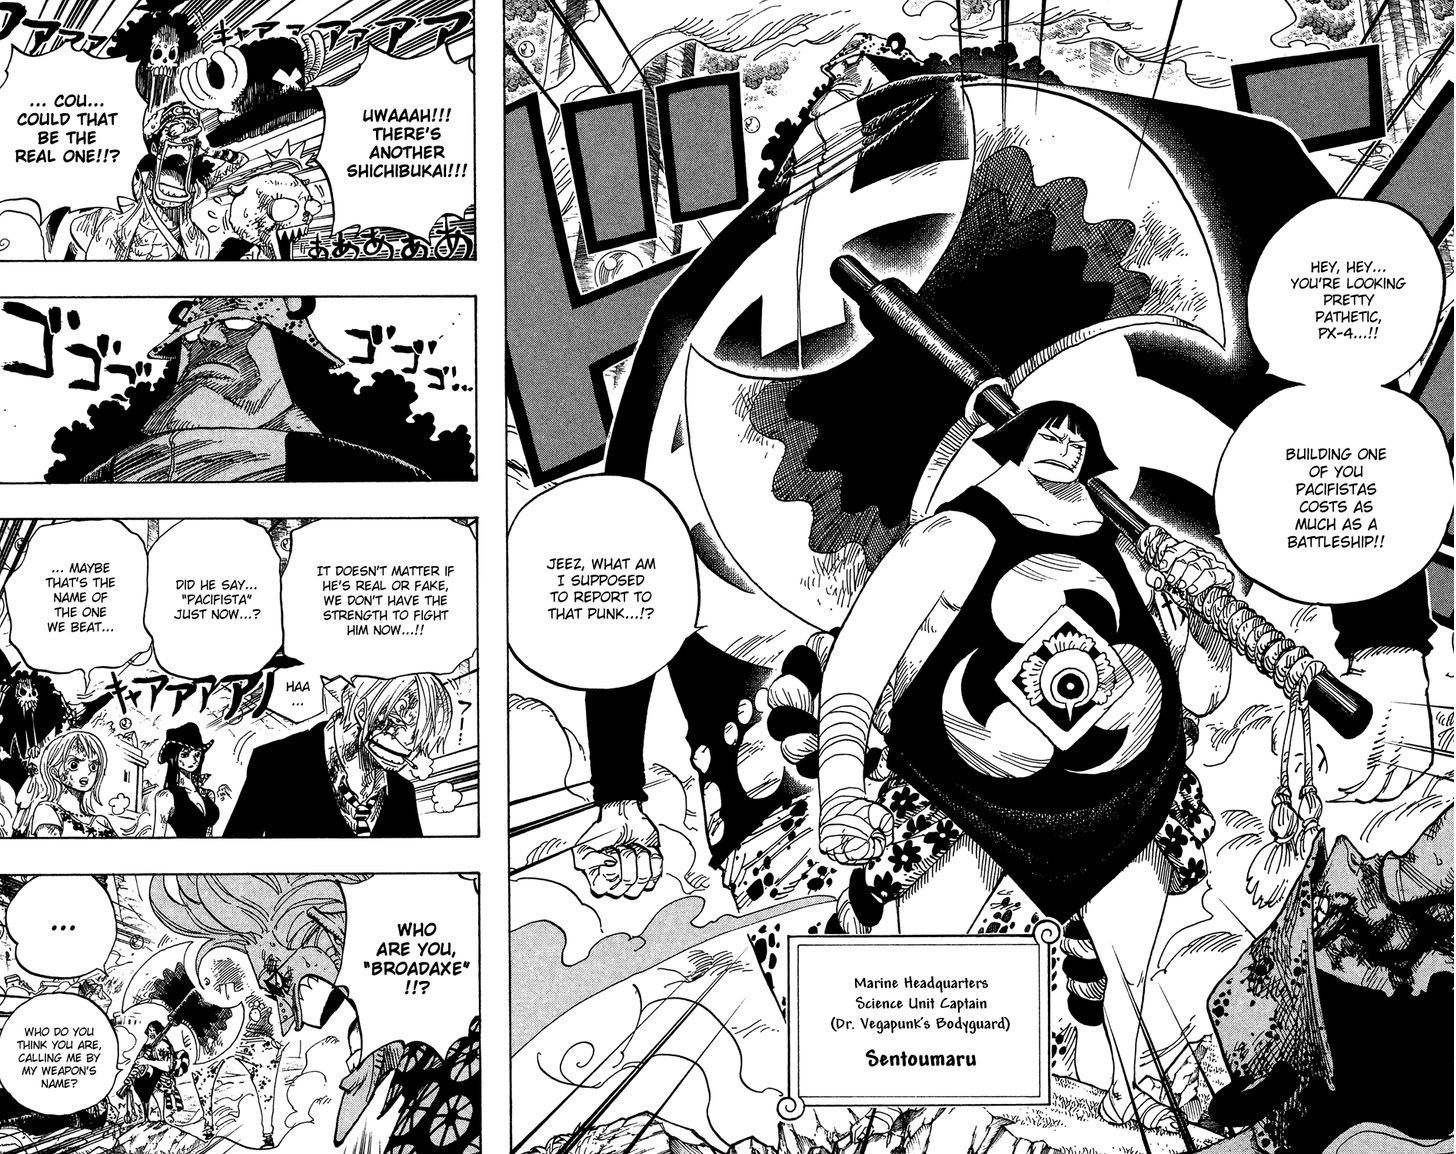 HEY, HEY...
YOU'RE LOOKING
PRETTY
PATHETIC,
PX-4...!!
BUILDING ONE
OF YOU
PACIFISTAS
COSTS AS
MUCH AS A
BATTLESHIP!!
JEEZ, WHAT AM
I SUPPOSED
TO REPORT TO
THAT PUNK...!?
Marine Headquarters
Science Unit Captain
(Dr. Vegapunk's Bodyguard)
Sentoumaru
UWAAAH!!!
THERE'S
ANOTHER
SHICHIBUKAI!!!
... COU...
COULD THAT
BE THE
REAL ONE!!?
キャアァァアアア
アアマァァ
ああああああ
ゴゴゴ
ゴゴゴ...
IT DOESN'T MATTER IF
HE'S REAL OR FAKE,
WE DON'T HAVE THE
STRENGTH TO FIGHT
HIM NOW...!!
DID HE SAY...
"PACIFISTA"
JUST NOW...?
... MAYBE
THAT'S THE
NAME OF
THE ONE
WE BEAT...
HAA
...
キャアアアアア
WHO
ARE YOU,
"BROADAXE"
!!?
...
WHO DO YOU
THINK YOU ARE,
CALLING ME BY
MY WEAPON'S
NAME?